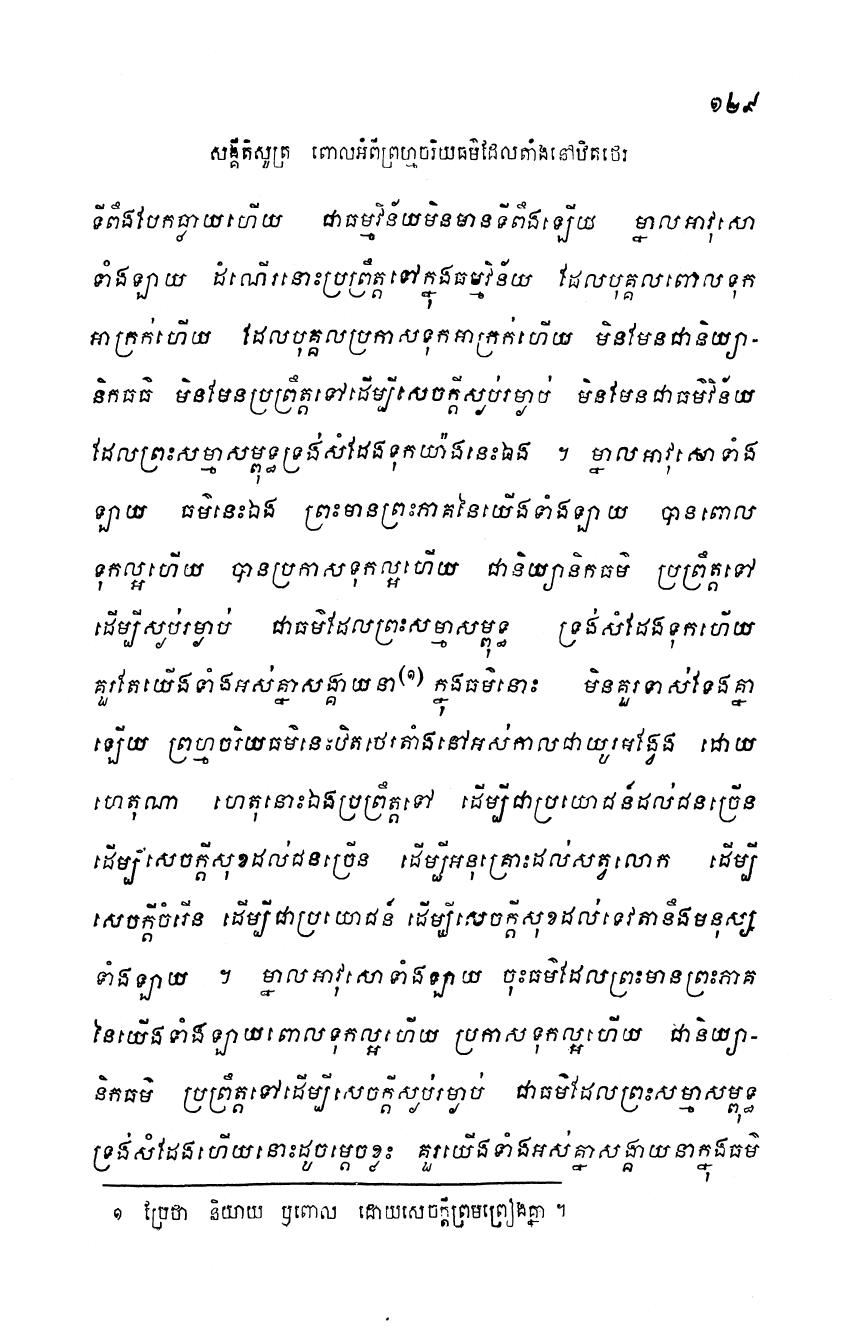 ១២៩
សង្គីតិសូត្រ ពោលអំពីព្រហ្មចរិយធម៌ដែលតាំងនៅឋិតថេរ
ទីពឹងបែកធ្លាយហើយ ជាធម្មវិន័យមិនមានទីពឹងឡើយ ម្នាលអាវុសោ
ទាំងឡាយ ដំណើរនោះប្រព្រឹត្តទៅក្នុងធម្មវិន័យ ដែលបុគ្គលពោលទុក
អាក្រក់ហើយ ដែលបុគ្គលប្រកាសទុកអាក្រក់ហើយ មិនមែនជានិយ្យា-
និកធម៌ មិនមែនប្រព្រឹត្តទៅដើម្បីសេចក្តីស្ងប់រម្ងាប់ មិនមែនជាធម៌វិន័យ
ដែលព្រះសម្មាសម្ពុទ្ធទ្រង់សំដែងទុកយ៉ាងនេះឯង ។ ម្នាលអាវុសោទាំង
ឡាយ ធម៌នេះឯង ព្រះមានព្រះភាគនៃយើងទាំងឡាយ បានពោល
ទុកល្អហើយ បានប្រកាសទុកល្អហើយ ជានិយ្យានិកធម៌ ប្រព្រឹត្តទៅ
ដើម្បីស្ងប់រម្ងាប់ ជាធម៌ដែលព្រះសម្មាសម្ពុទ្ធ ទ្រង់សំដែងទុកហើយ
គួរតែយើងទាំងអស់គ្នាសង្គាយនា(១) ក្នុងធម៌នោះ មិនគួរទាស់ទែងគ្នា
ឡើយ ព្រហ្មចរិយធម៌នេះឋិតថេរតាំងនៅអស់កាលជាយូរអង្វែង ដោយ
ហេតុណា ហេតុនោះឯងប្រព្រឹត្តទៅ ដើម្បីជាប្រយោជន៍ដល់ជនច្រើន
ដើម្បីសេចក្តីសុខដល់ជនច្រើន ដើម្បីអនុគ្រោះដល់សត្វលោក ដើម្បី
សេចក្តីចំរើន ដើម្បីជាប្រយោជន៍ ដើម្បីសេចក្តីសុខដល់ទេវតានឹងមនុស្ស
ទាំងឡាយ ។ ម្នាលអាវុសោទាំងឡាយ ចុះធម៌ដែលព្រះមានព្រះភាគ
នៃយើងទាំងឡាយពោលទុកល្អហើយ ប្រកាសទុកល្អហើយ ជានិយ្យា-
និកធម៌ ប្រព្រឹត្តទៅដើម្បីសេចក្តីស្ងប់រម្ងាប់ ជាធម៌ដែលព្រះសម្មាសម្ពុទ្ធ
ទ្រង់សំដែងហើយនោះដូចម្តេចខ្លះ គួរយើងទាំងអស់គ្នាសង្គាយនាក្នុងធម៌
១ ប្រែថា និយាយ ឬពោល ដោយសេចក្តីព្រមព្រៀងគ្នា ។